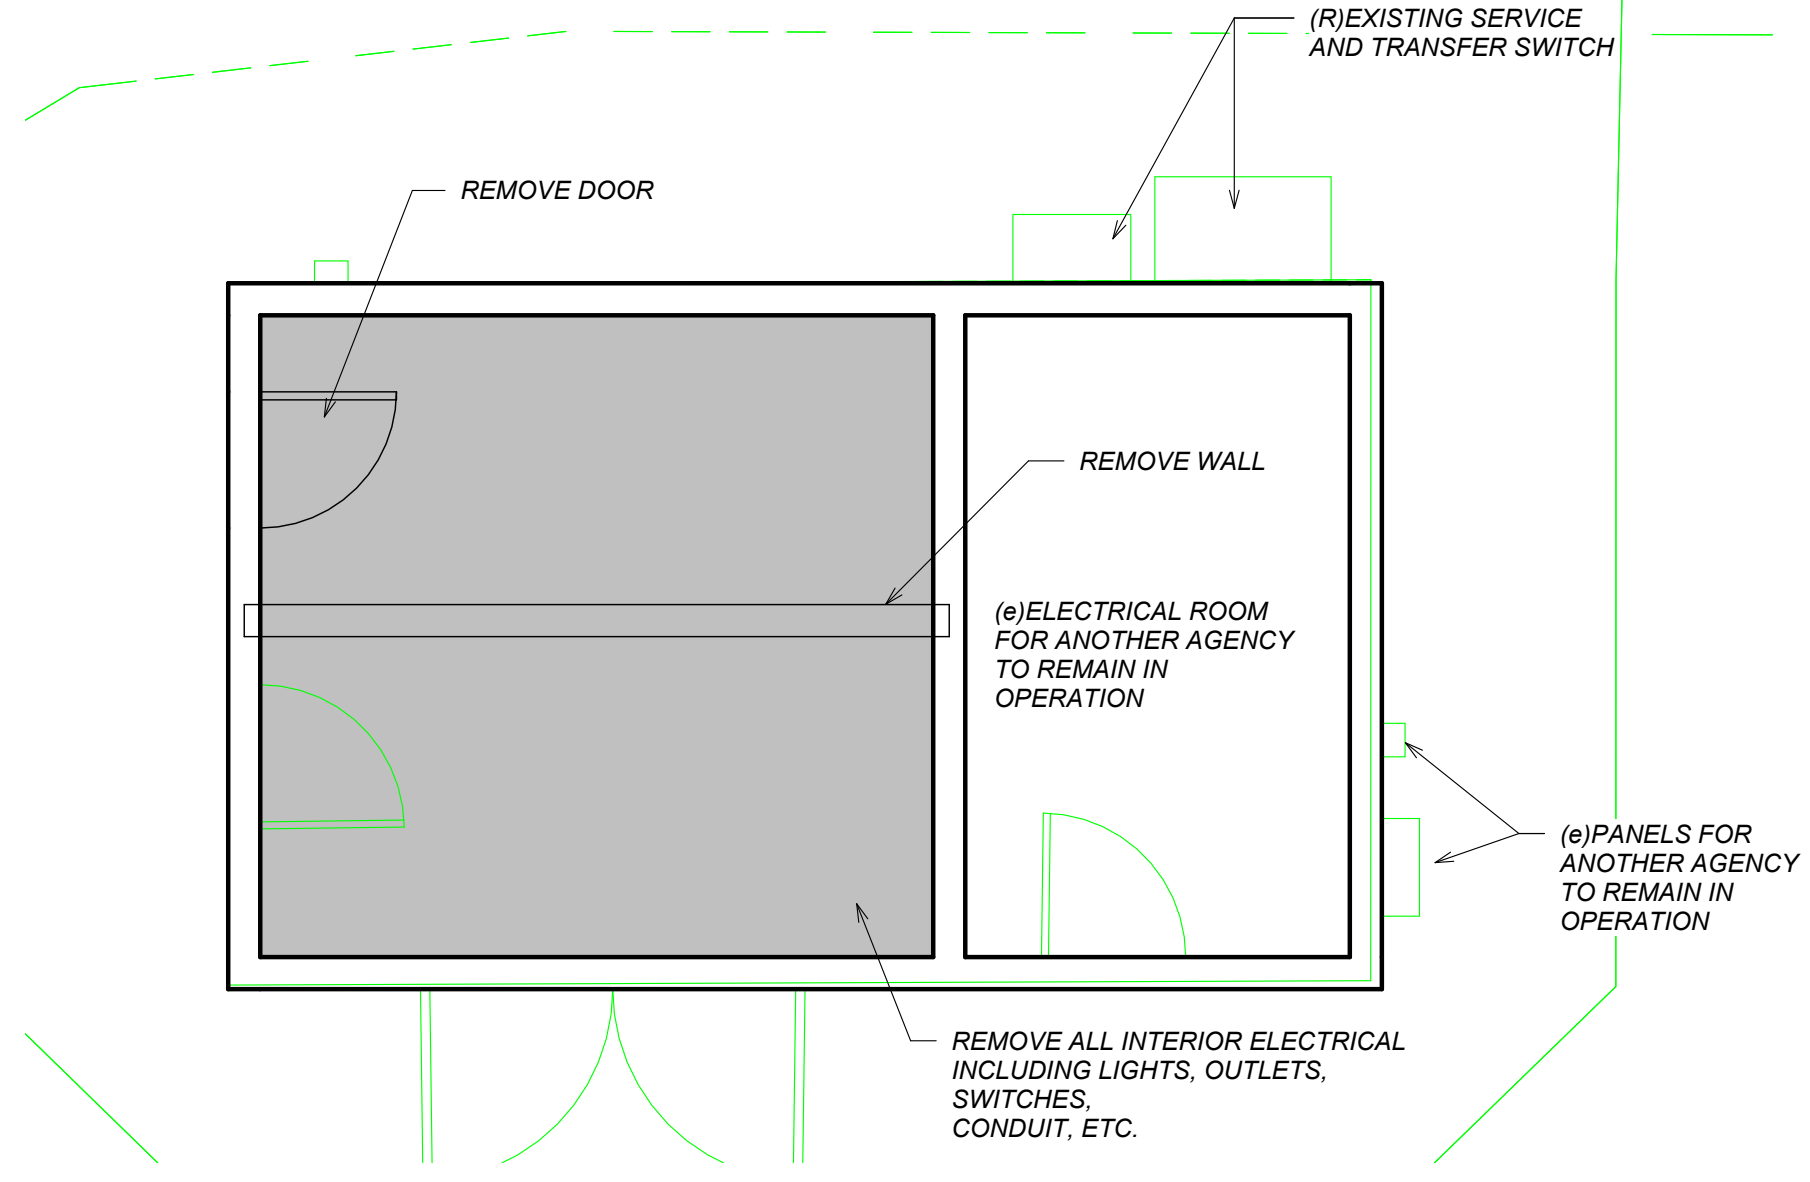 (R)EXISTING SERVICE
AND TRANSFER SWITCH
REMOVE DOOR
REMOVE WALL
(e)ELECTRICAL ROOM
FOR ANOTHER AGENCY
TO REMAIN IN
OPERATION
(e)PANELS FOR
ANOTHER AGENCY
TO REMAIN IN
OPERATION
REMOVE ALL INTERIOR ELECTRICAL
INCLUDING LIGHTS, OUTLETS,
SWITCHES,
CONDUIT, ETC.